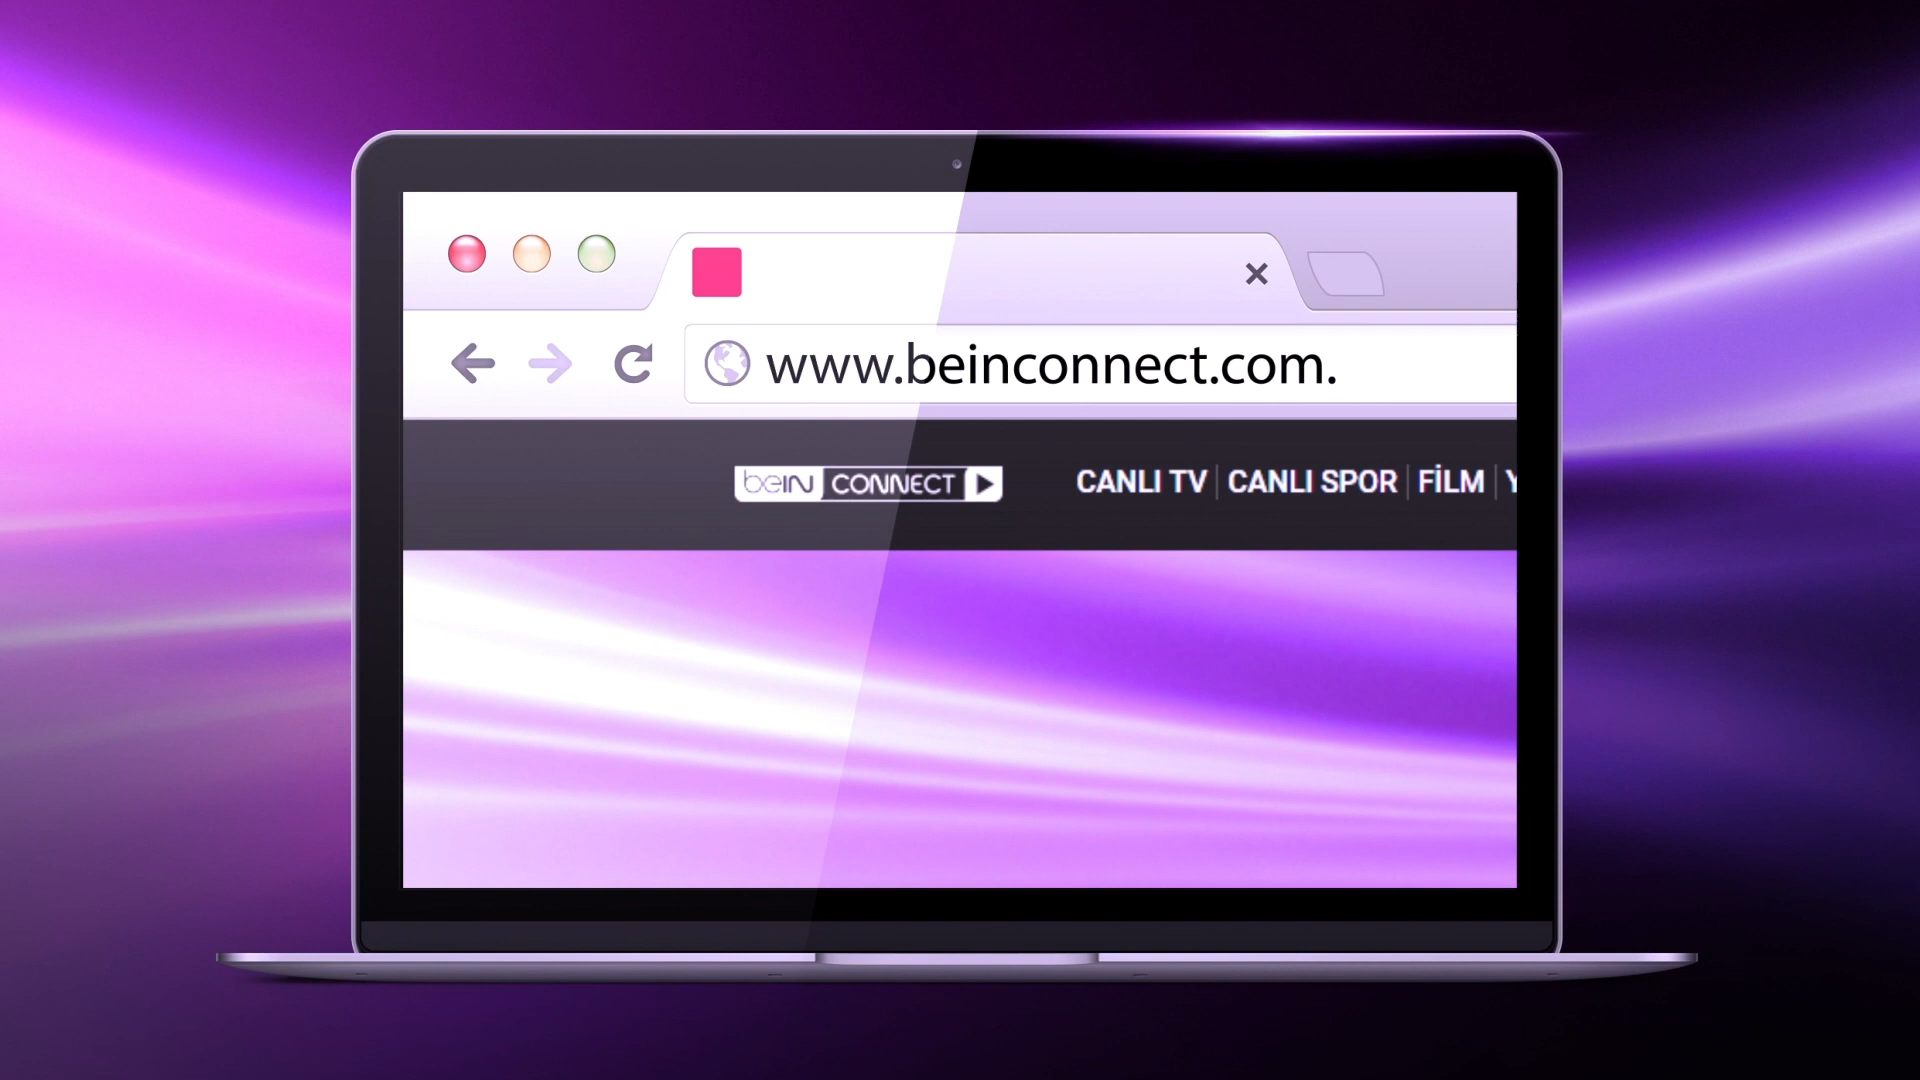 www.beinconnect.com.
beIN CONNECT
CANLI TV | CANLI SPOR | FİLM | Y